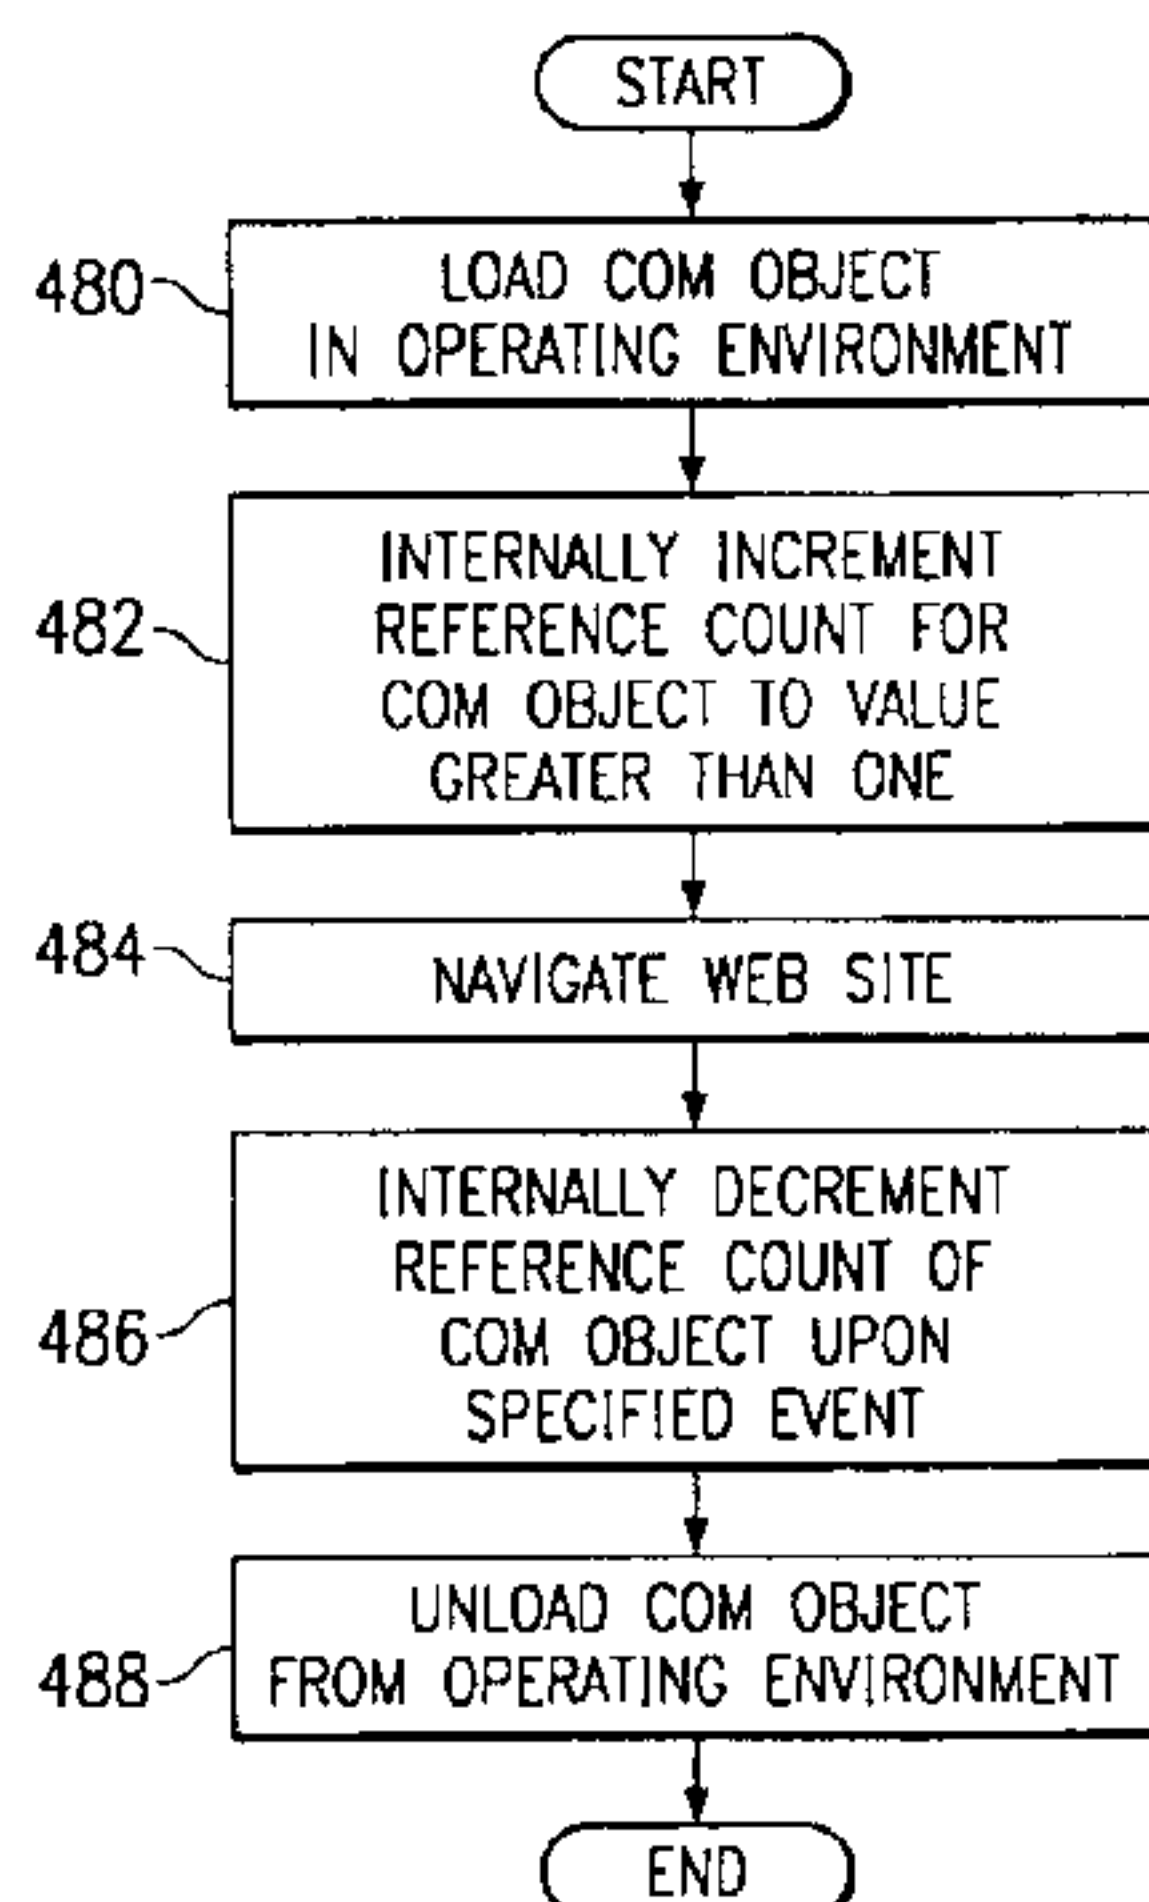 START
480
LOAD COM OBJECT
IN OPERATING ENVIRONMENT
482
INTERNALLY INCREMENT
REFERENCE COUNT FOR
COM OBJECT TO VALUE
GREATER THAN ONE
484
NAVIGATE WEB SITE
486
INTERNALLY DECREMENT
REFERENCE COUNT OF
COM OBJECT UPON
SPECIFIED EVENT
488
UNLOAD COM OBJECT
FROM OPERATING ENVIRONMENT
END